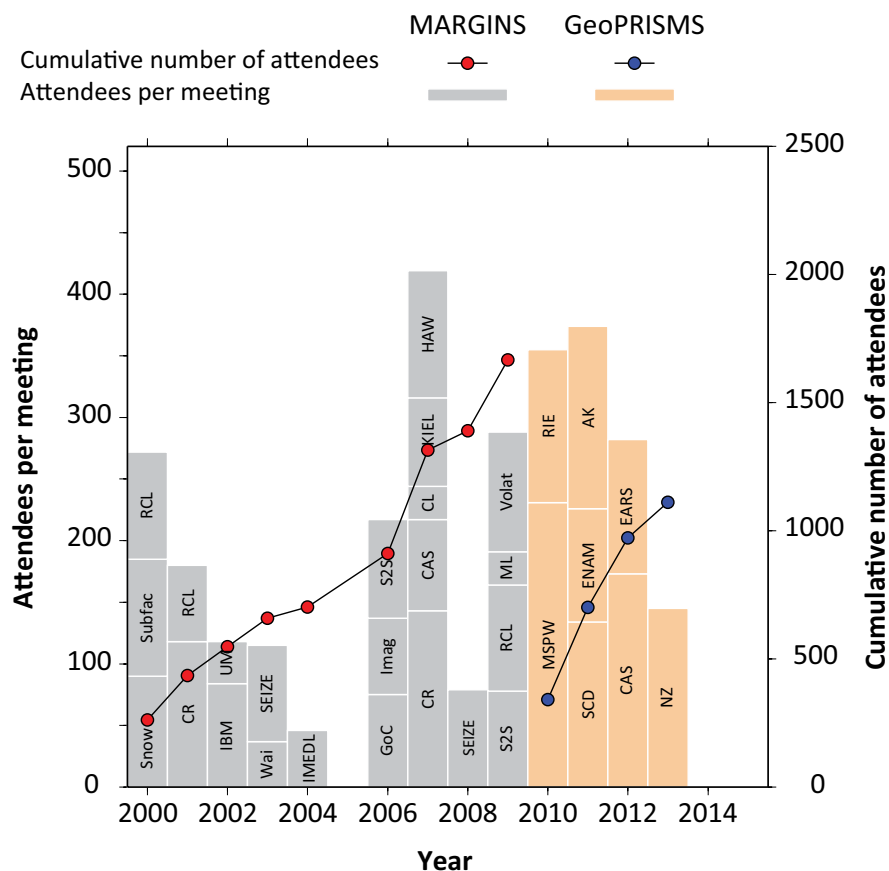 MARGINS GeoPRISMS
Cumulative number of attendees
Attendees per meeting
500
400
300
200
100
0
Attendees per meeting
2500
2000
1500
1000
500
0
Cumulative number of attendees
Snow
Subfac
RCL
CR
RCL
IBM
UM
Wai
SEIZE
IMEDL
GoC
Imag
S2S
CR
CAS
CL
KIEL
HAW
SEIZE
S2S
RCL
ML
Volat
MSPW
RIE
SCD
ENAM
AK
CAS
EARS
NZ
2000 2002 2004 2006 2008 2010 2012 2014
Year